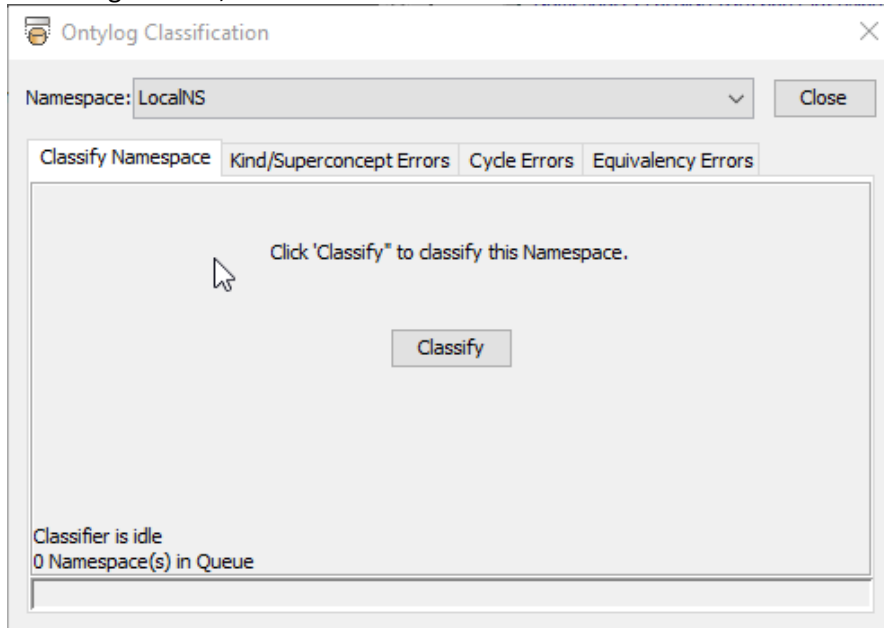 Ontylog Classification
Namespace: LocalNS
Close
Classify Namespace Kind/Superconcept Errors Cycle Errors Equivalency Errors
Click 'Classify" to classify this Namespace.
Classify
Classifier is idle
0 Namespace(s) in Queue